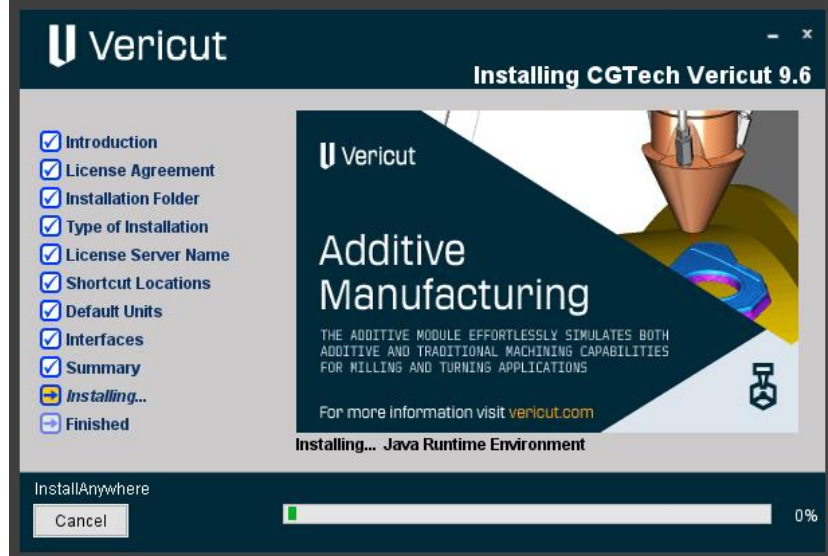 Vericut
Installing CGTech Vericut 9.6
Introduction
License Agreement
Installation Folder
Type of Installation
License Server Name
Shortcut Locations
Default Units
Interfaces
Summary
Installing...
Finished
Vericut
Additive
Manufacturing
THE ADDITIVE MODULE EFFORTLESSLY SIMULATES BOTH
ADDITIVE AND TRADITIONAL MACHINING CAPABILITIES
FOR MILLING AND TURNING APPLICATIONS
For more information visit vericut.com
Installing... Java Runtime Environment
InstallAnywhere
Cancel
0%